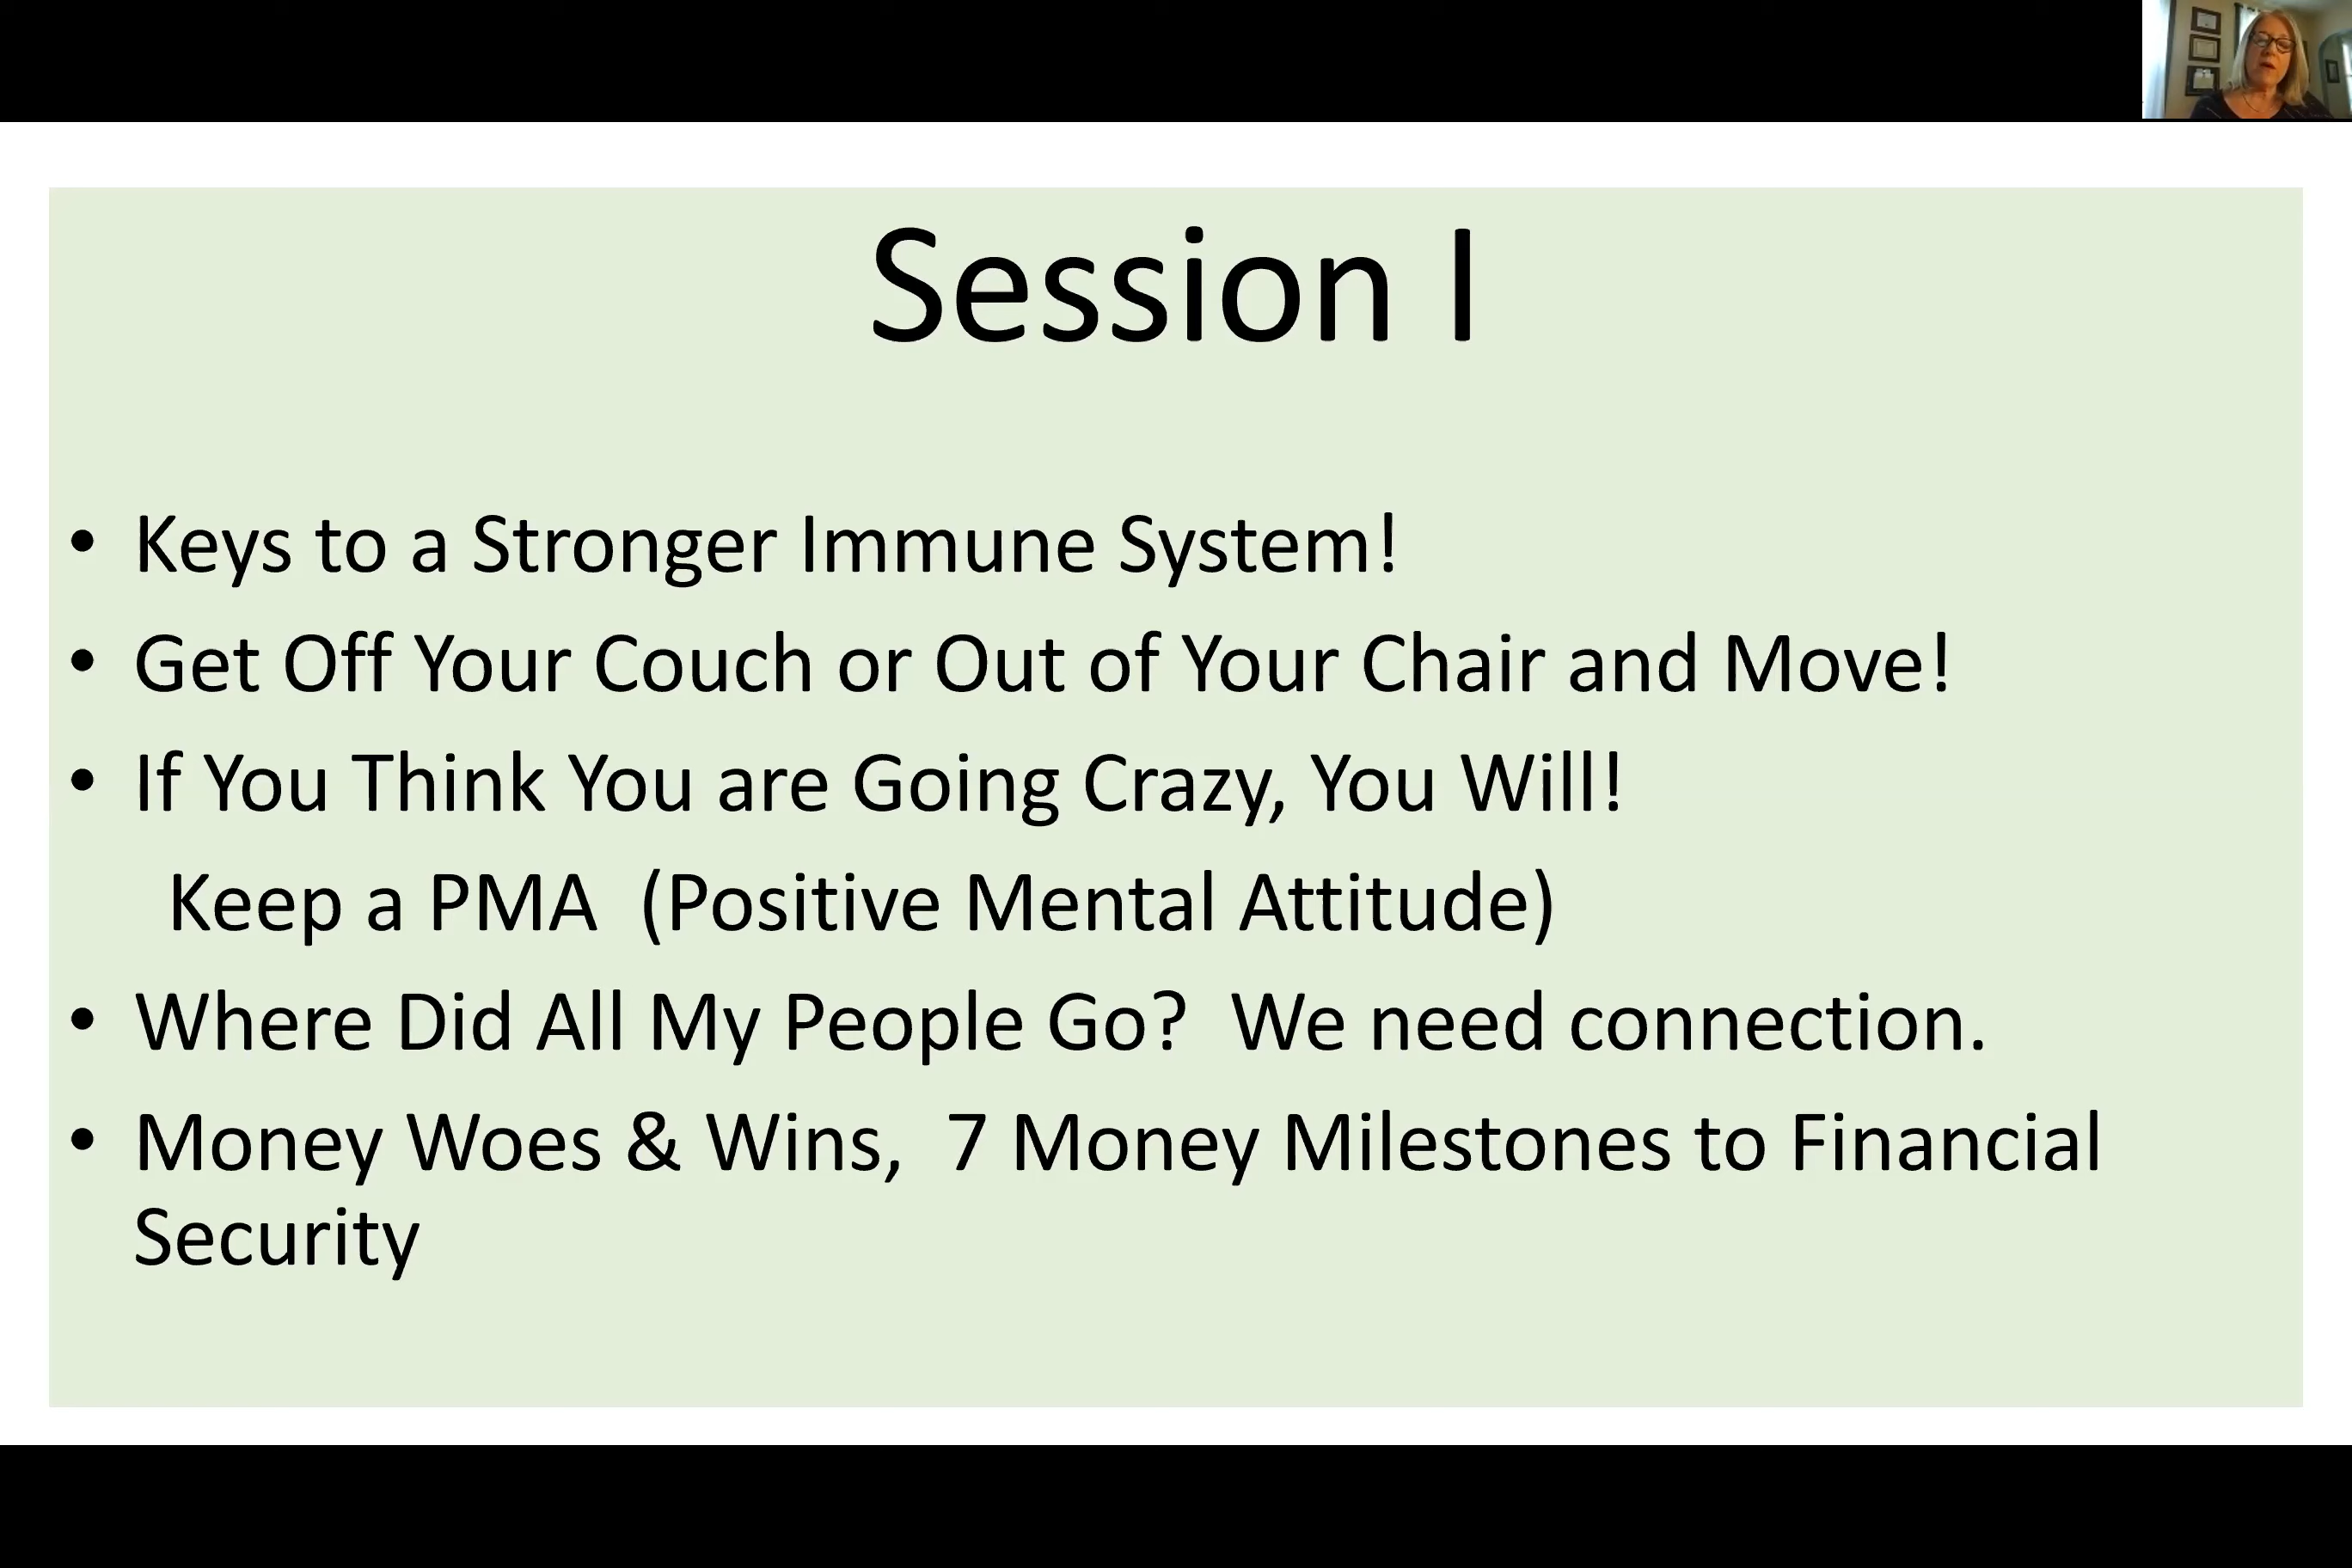 Session I
• Keys to a Stronger Immune System!
• Get Off Your Couch or Out of Your Chair and Move!
• If You Think You are Going Crazy, You Will!
Keep a PMA  (Positive Mental Attitude)
• Where Did All My People Go?  We need connection.
• Money Woes & Wins,  7 Money Milestones to Financial
Security